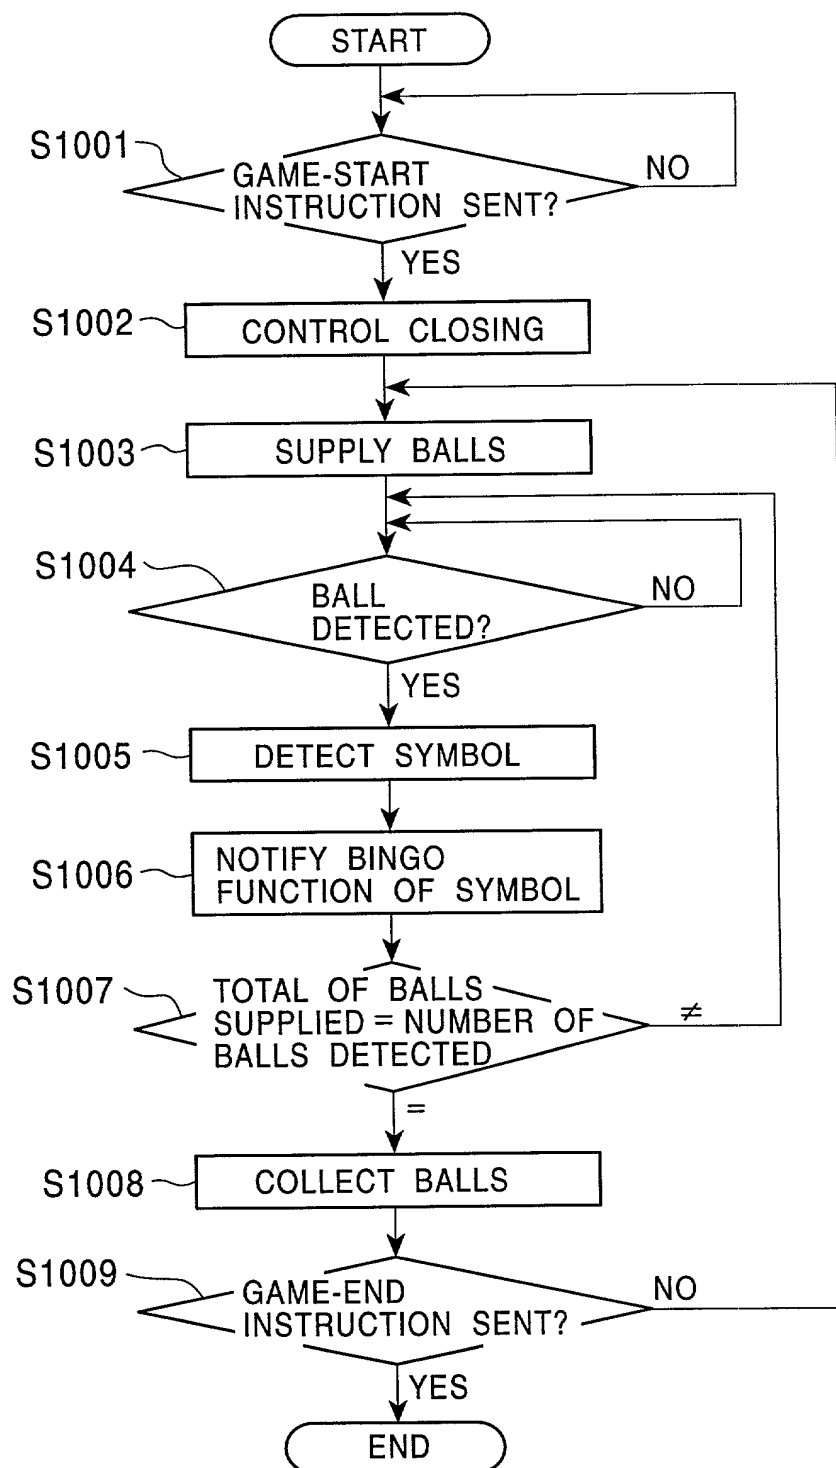 START
S1001
GAME-START
INSTRUCTION SENT?
NO
YES
S1002
CONTROL CLOSING
S1003
SUPPLY BALLS
S1004
BALL
DETECTED?
NO
YES
S1005
DETECT SYMBOL
S1006
NOTIFY BINGO
FUNCTION OF SYMBOL
S1007
TOTAL OF BALLS
SUPPLIED = NUMBER OF
BALLS DETECTED
≠
=
S1008
COLLECT BALLS
S1009
GAME-END
INSTRUCTION SENT?
NO
YES
END